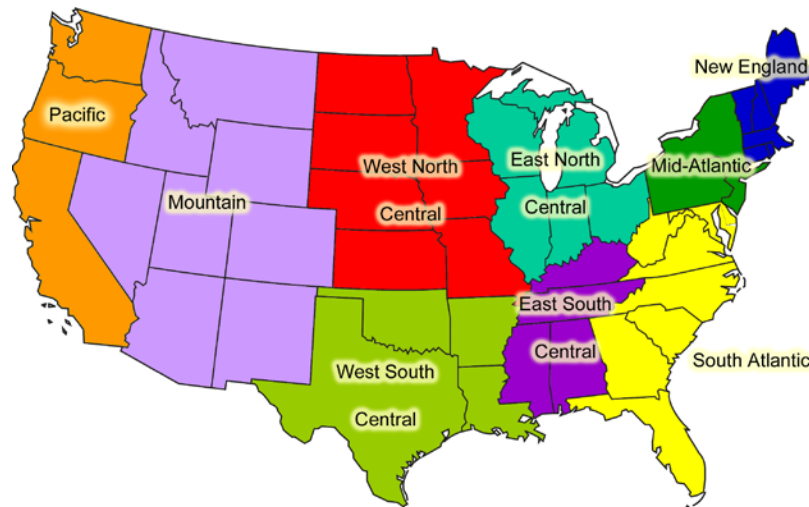 New England
Pacific
West North
East North
Mid-Atlantic
Mountain
Central
Central
East South
Central
South Atlantic
West South
Central